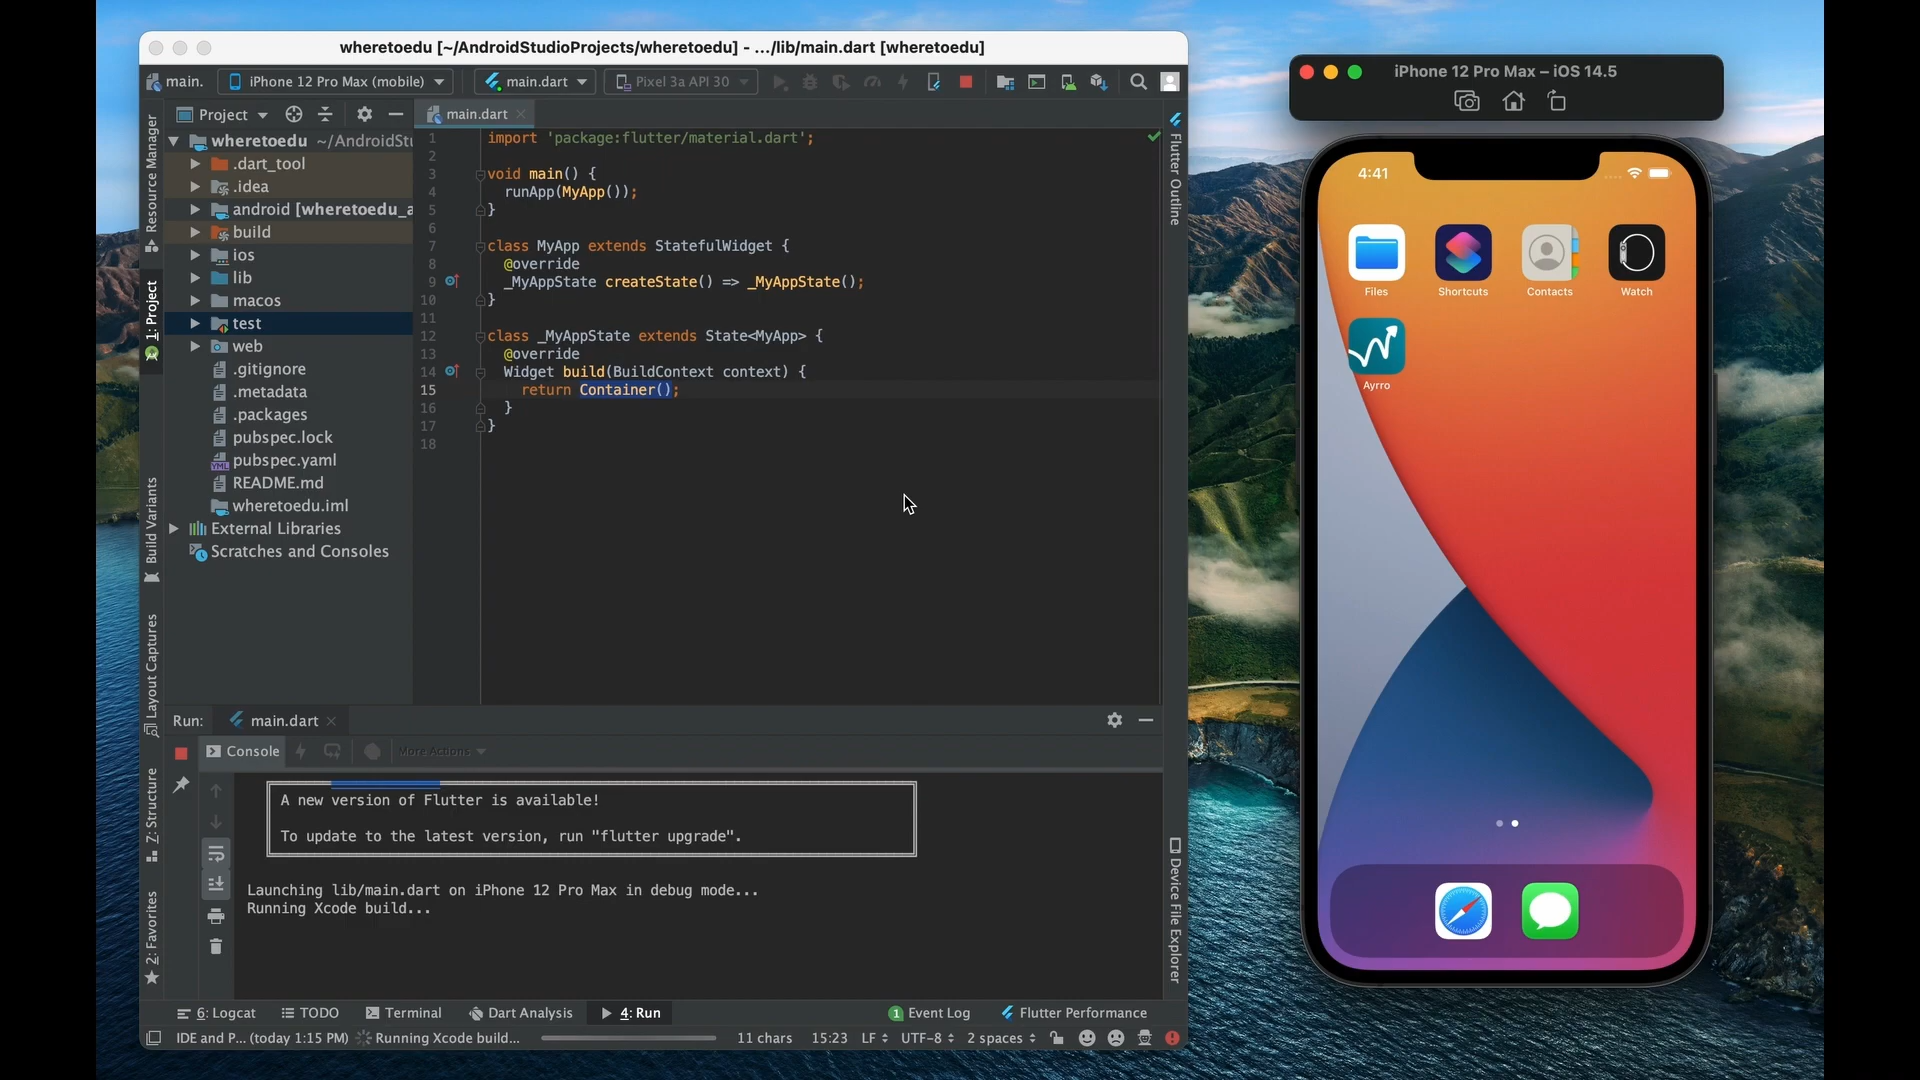 wheretoedu [~/AndroidStudioProjects/wheretoedu] - .../lib/main.dart [wheretoedu]
main.
iPhone 12 Pro Max (mobile)
main.dart
Pixel 3a API 30
Resource Manager
1: Project
Build Variants
Layout Captures
7: Structure
2: Favorites
Project
wheretoedu ~/AndroidStu
.dart_tool
.idea
android [wheretoedu_a
build
ios
lib
macos
test
web
.gitignore
.metadata
.packages
pubspec.lock
pubspec.yaml
README.md
wheretoedu.iml
External Libraries
Scratches and Consoles
main.dart
1 import 'package:flutter/material.dart';
2
3 void main() {
4 runApp(MyApp());
5 }
6
7 class MyApp extends StatefulWidget {
8 @override
9 _MyAppState createState() => _MyAppState();
10 }
11
12 class _MyAppState extends State<MyApp> {
13 @override
14 Widget build(BuildContext context) {
15 return Container();
16 }
17 }
18
Flutter Outline
Device File Explorer
Run: main.dart
Console
More Actions
A new version of Flutter is available!
To update to the latest version, run "flutter upgrade".
Launching lib/main.dart on iPhone 12 Pro Max in debug mode...
Running Xcode build...
6: Logcat
TODO
Terminal
Dart Analysis
4: Run
1 Event Log
Flutter Performance
IDE and P... (today 1:15 PM)
Running Xcode build...
11 chars
15:23
LF
UTF-8
2 spaces
iPhone 12 Pro Max – iOS 14.5
4:41
Files
Shortcuts
Contacts
Watch
Ayrro